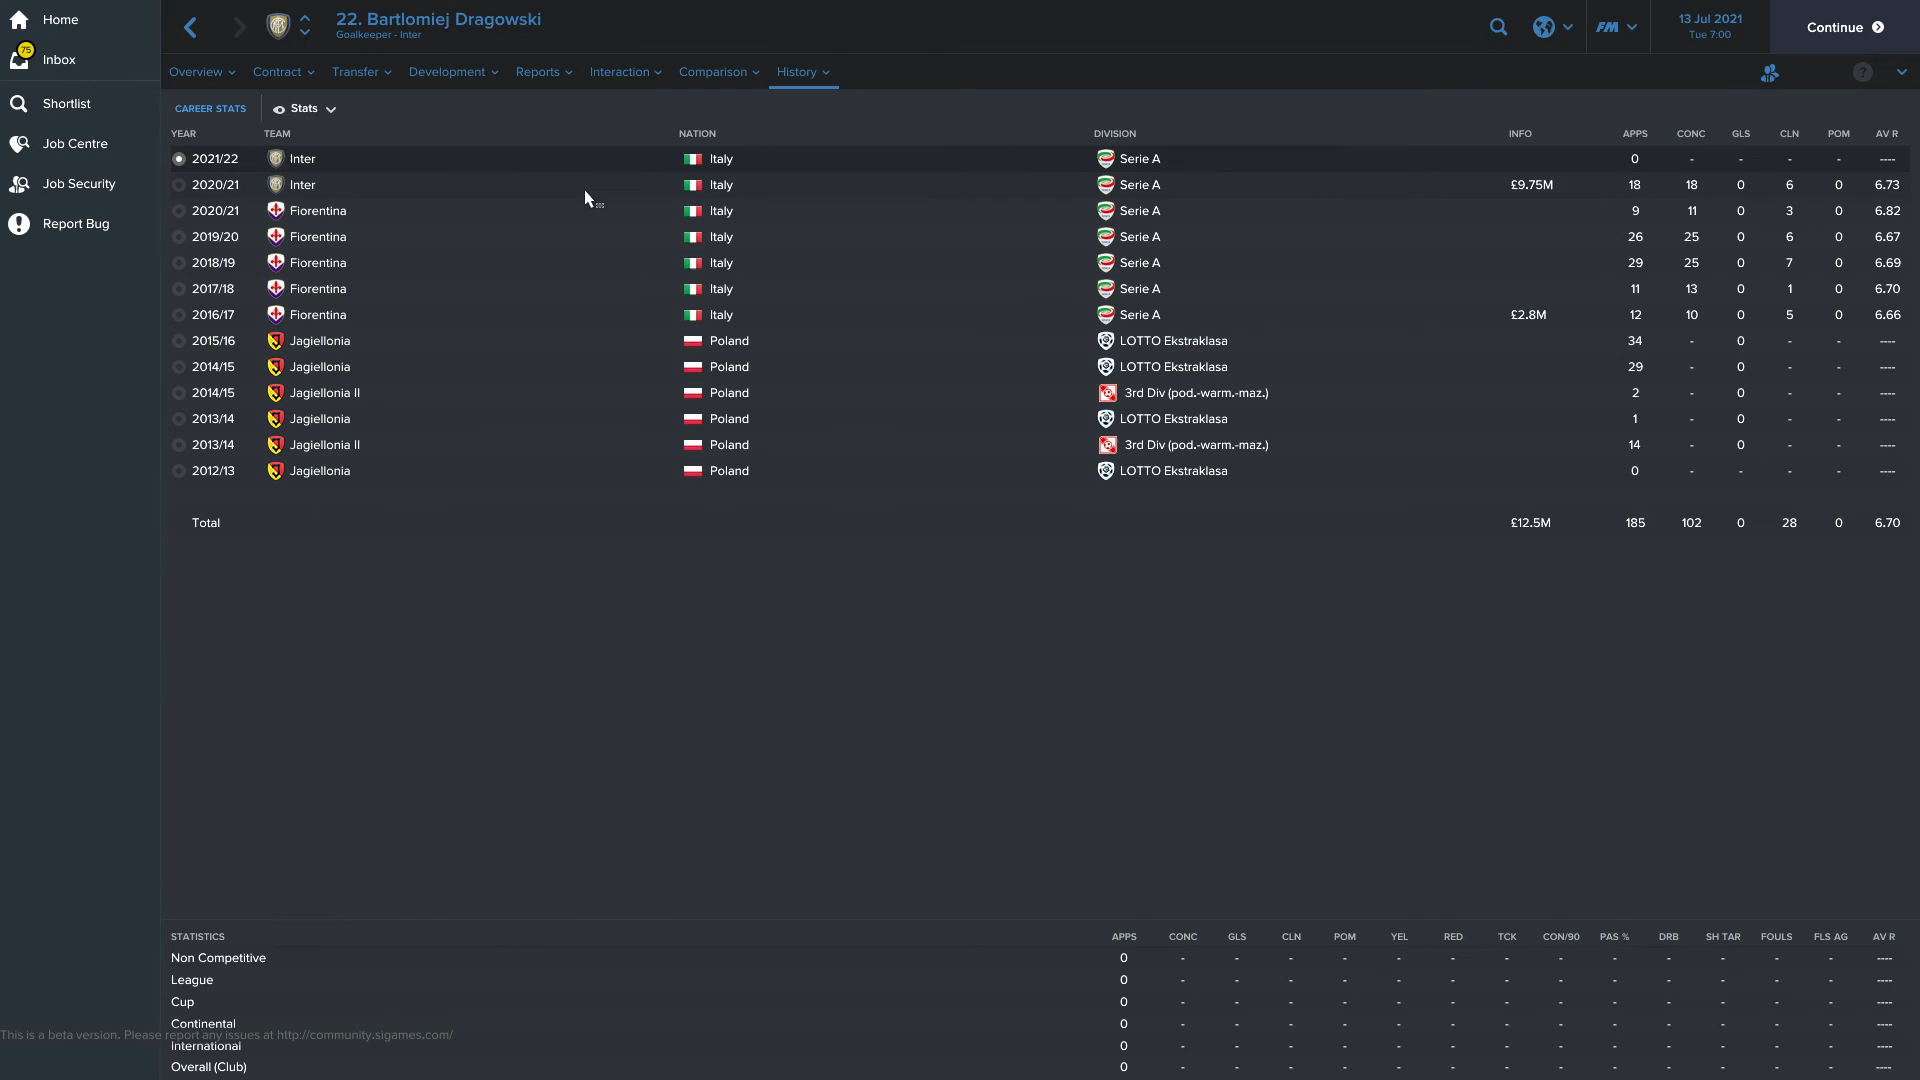 Home
75
Inbox
Shortlist
Job Centre
Job Security
Report Bug
22. Bartlomiej Dragowski
Goalkeeper - Inter
FM
13 Jul 2021
Tue 7:00
Continue
Overview Contract Transfer Development Reports Interaction Comparison History
?
CAREER STATS Stats
YEAR TEAM NATION DIVISION INFO APPS CONC GLS CLN POM AV R
2021/22 Inter Italy Serie A 0 - - - - ----
2020/21 Inter Italy Serie A £9.75M 18 18 0 6 0 6.73
2020/21 Fiorentina Italy Serie A 9 11 0 3 0 6.82
2019/20 Fiorentina Italy Serie A 26 25 0 6 0 6.67
2018/19 Fiorentina Italy Serie A 29 25 0 7 0 6.69
2017/18 Fiorentina Italy Serie A 11 13 0 1 0 6.70
2016/17 Fiorentina Italy Serie A £2.8M 12 10 0 5 0 6.66
2015/16 Jagiellonia Poland LOTTO Ekstraklasa 34 - 0 - - ----
2014/15 Jagiellonia Poland LOTTO Ekstraklasa 29 - 0 - - ----
2014/15 Jagiellonia II Poland 3rd Div (pod.-warm.-maz.) 2 - 0 - - ----
2013/14 Jagiellonia Poland LOTTO Ekstraklasa 1 - 0 - - ----
2013/14 Jagiellonia II Poland 3rd Div (pod.-warm.-maz.) 14 - 0 - - ----
2012/13 Jagiellonia Poland LOTTO Ekstraklasa 0 - - - - ----
Total £12.5M 185 102 0 28 0 6.70
STATISTICS APPS CONC GLS CLN POM YEL RED TCK CON/90 PAS % DRB SH TAR FOULS FLS AG AV R
Non Competitive 0 - - - - - - - - - - - - - ----
League 0 - - - - - - - - - - - - - ----
Cup 0 - - - - - - - - - - - - - ----
Continental 0 - - - - - - - - - - - - - ----
This is a beta version. Please report any issues at http://community.sigames.com/
International 0 - - - - - - - - - - - - - ----
Overall (Club) 0 - - - - - - - - - - - - - ----